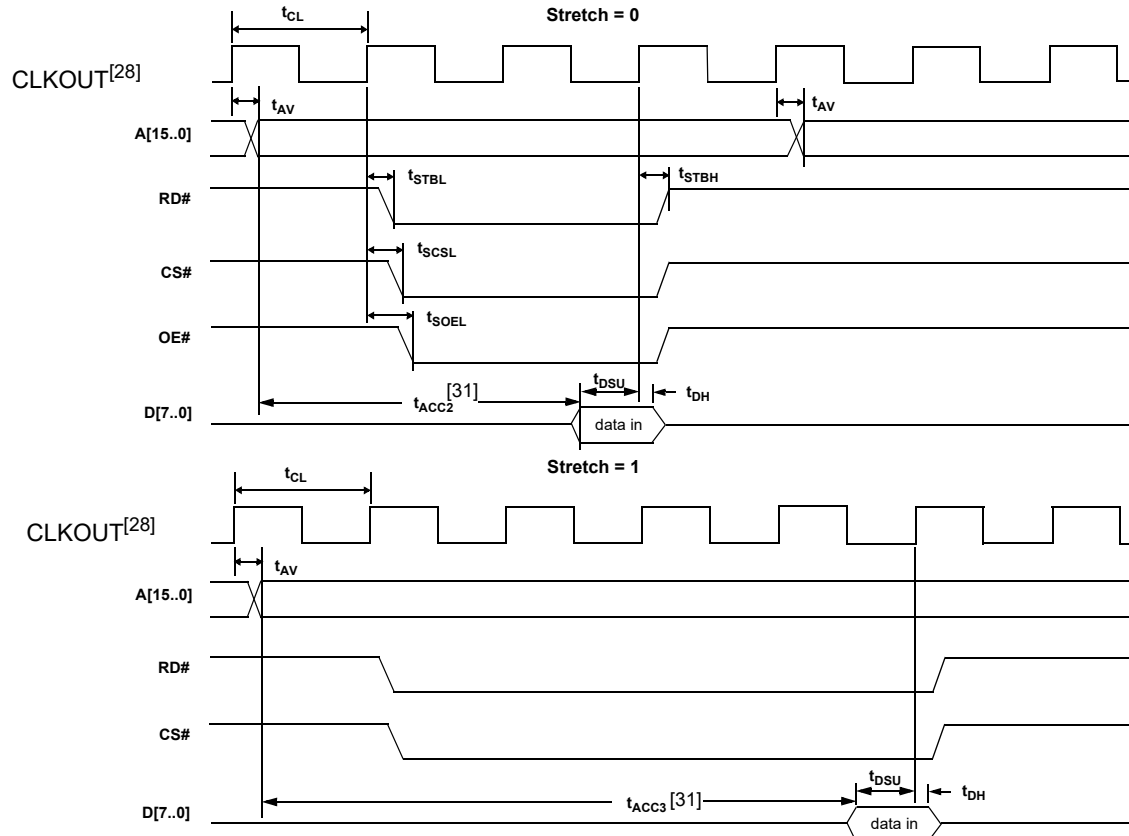 Stretch = 0
tCL
CLKOUT[28]
tAV
tAV
A[15..0]
tSTBL
tSTBH
RD#
tSCSL
CS#
tSOEL
OE#
tDSU
tACC2 [31]
tDH
D[7..0]
data in
Stretch = 1
tCL
CLKOUT[28]
tAV
A[15..0]
RD#
CS#
tDSU
tACC3 [31]
tDH
D[7..0]
data in